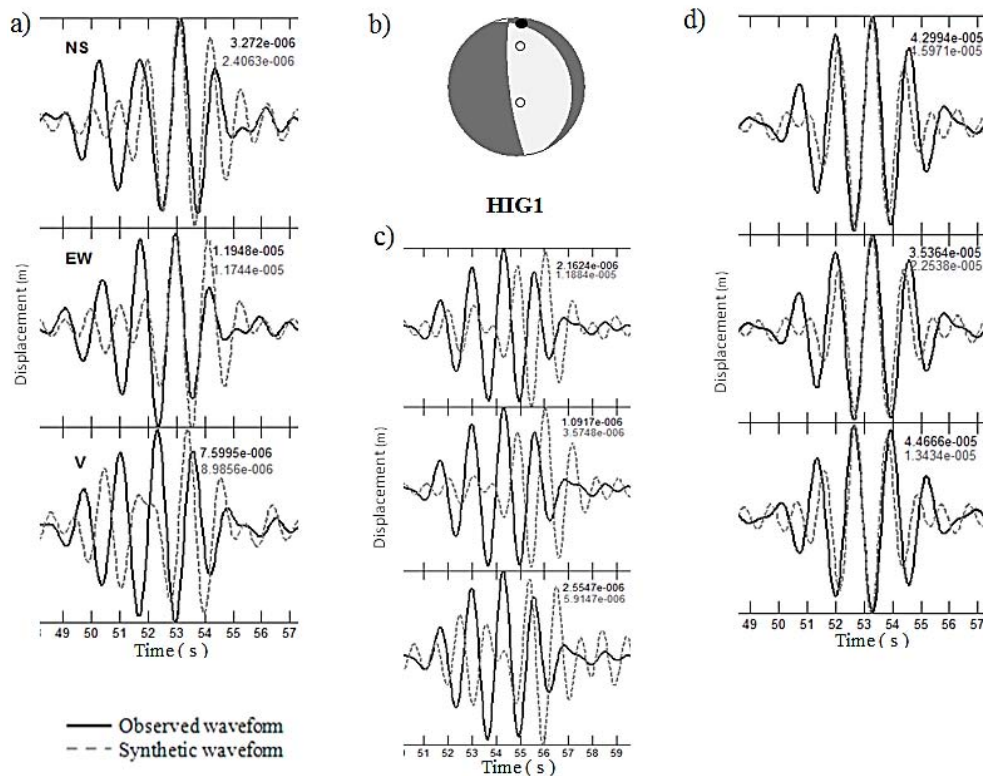 a)
NS
3.272e-006
2.4063e-006
EW
1.1948e-005
1.1744e-005
V
7.5995e-006
8.9856e-006
Displacement (m)
49 50 51 52 53 54 55 56 57
Time ( s )
Observed waveform
Synthetic waveform
b)
HIG1
c)
2.1624e-006
1.1884e-005
1.0917e-006
3.5748e-006
2.5547e-006
5.9147e-006
Displacement (m)
51 52 53 54 55 56 57 58 59
Time ( s )
d)
4.2994e-005
4.5971e-005
3.5364e-005
2.2538e-005
4.4666e-005
1.3434e-005
Displacement (m)
49 50 51 52 53 54 55 56 57
Time ( s )